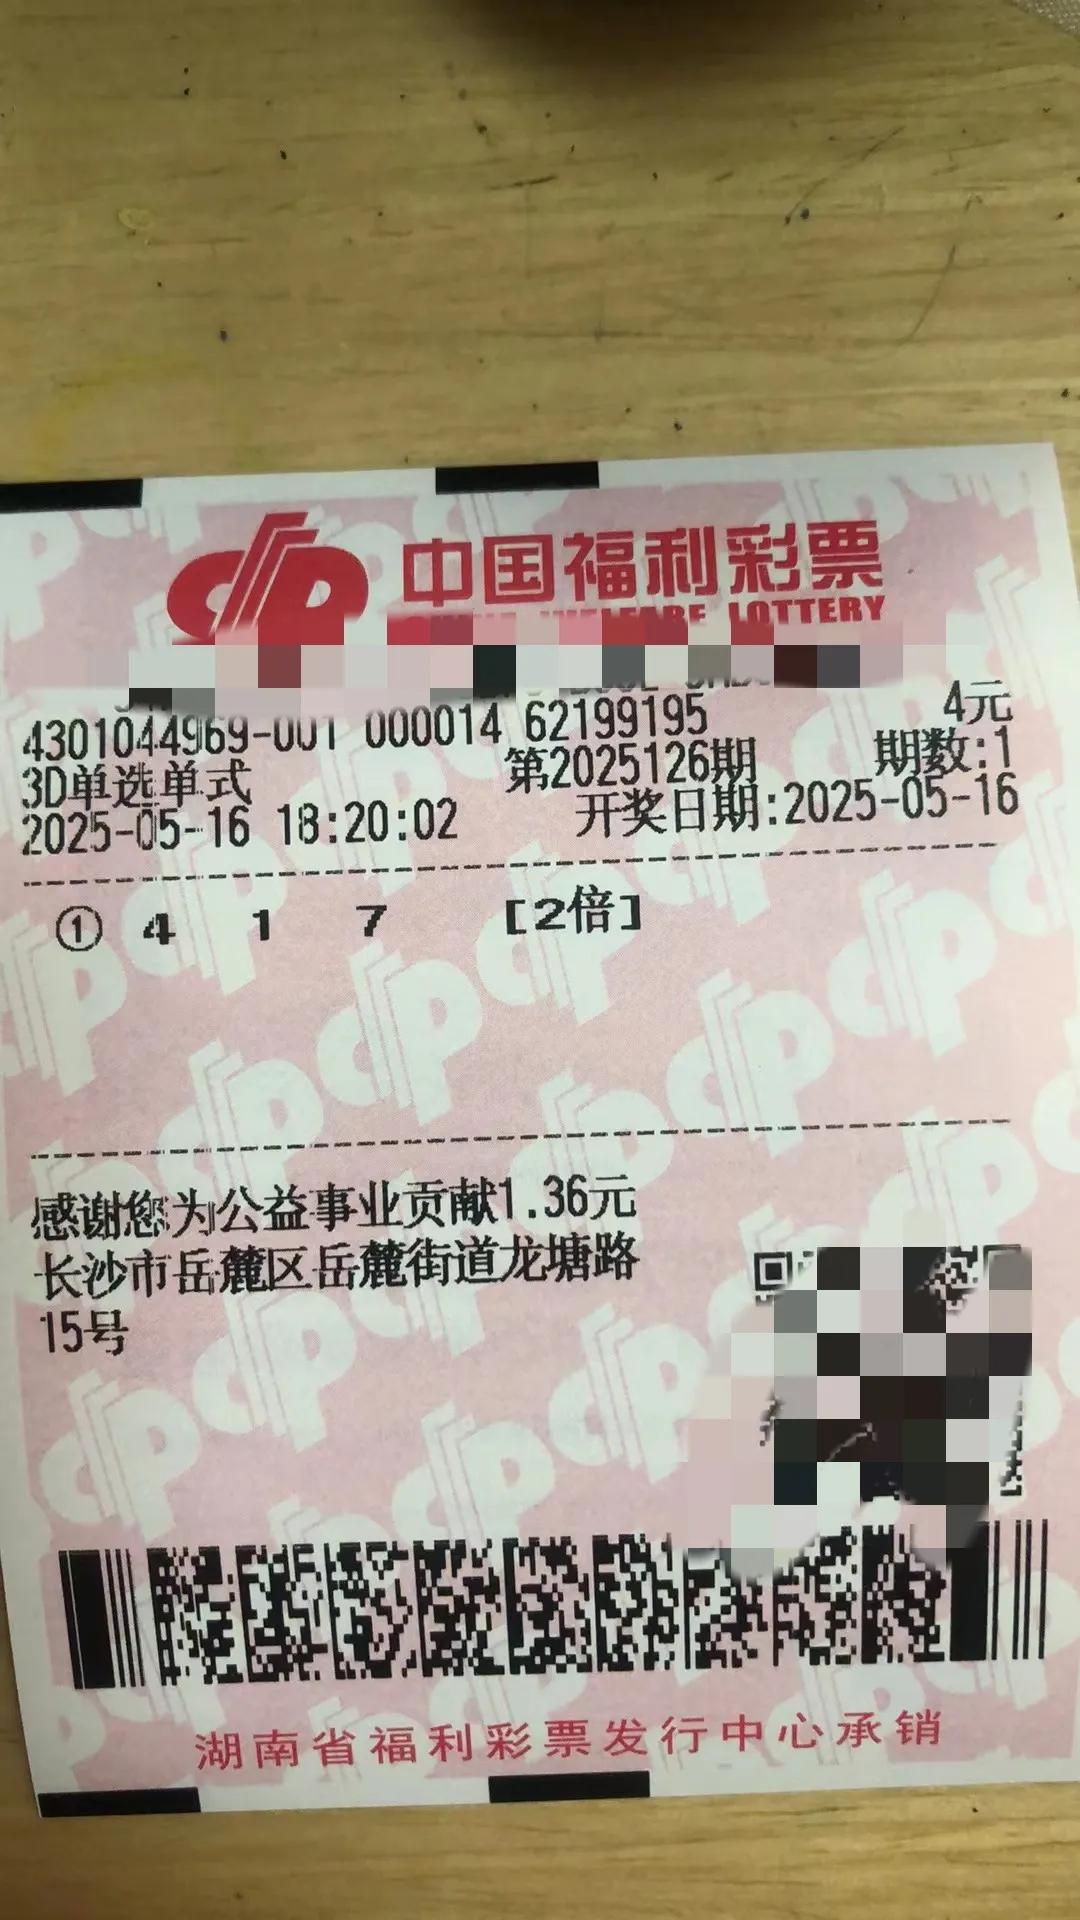 中国福利彩票
WELFARE LOTTERY
4301044969-001 000014 62199195 4元
3D单选单式 第2025126期 期数:1
2025-05-16 18:20:02 开奖日期:2025-05-16
① 4 1 7 [2倍]
感谢您为公益事业贡献1.36元
长沙市岳麓区岳麓街道龙塘路
15号
湖南省福利彩票发行中心承销